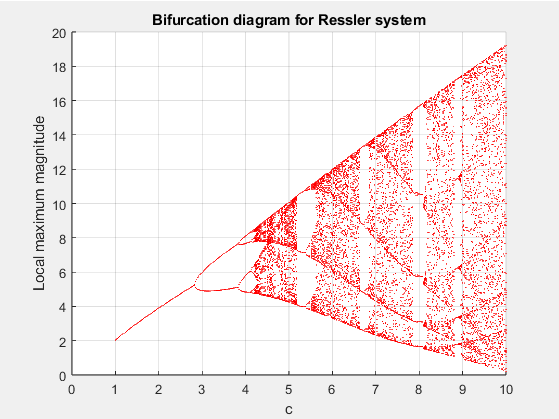 Bifurcation diagram for Ressler system
Local maximum magnitude
20
18
16
14
12
10
8
6
4
2
0
0 1 2 3 4 5 6 7 8 9 10
c